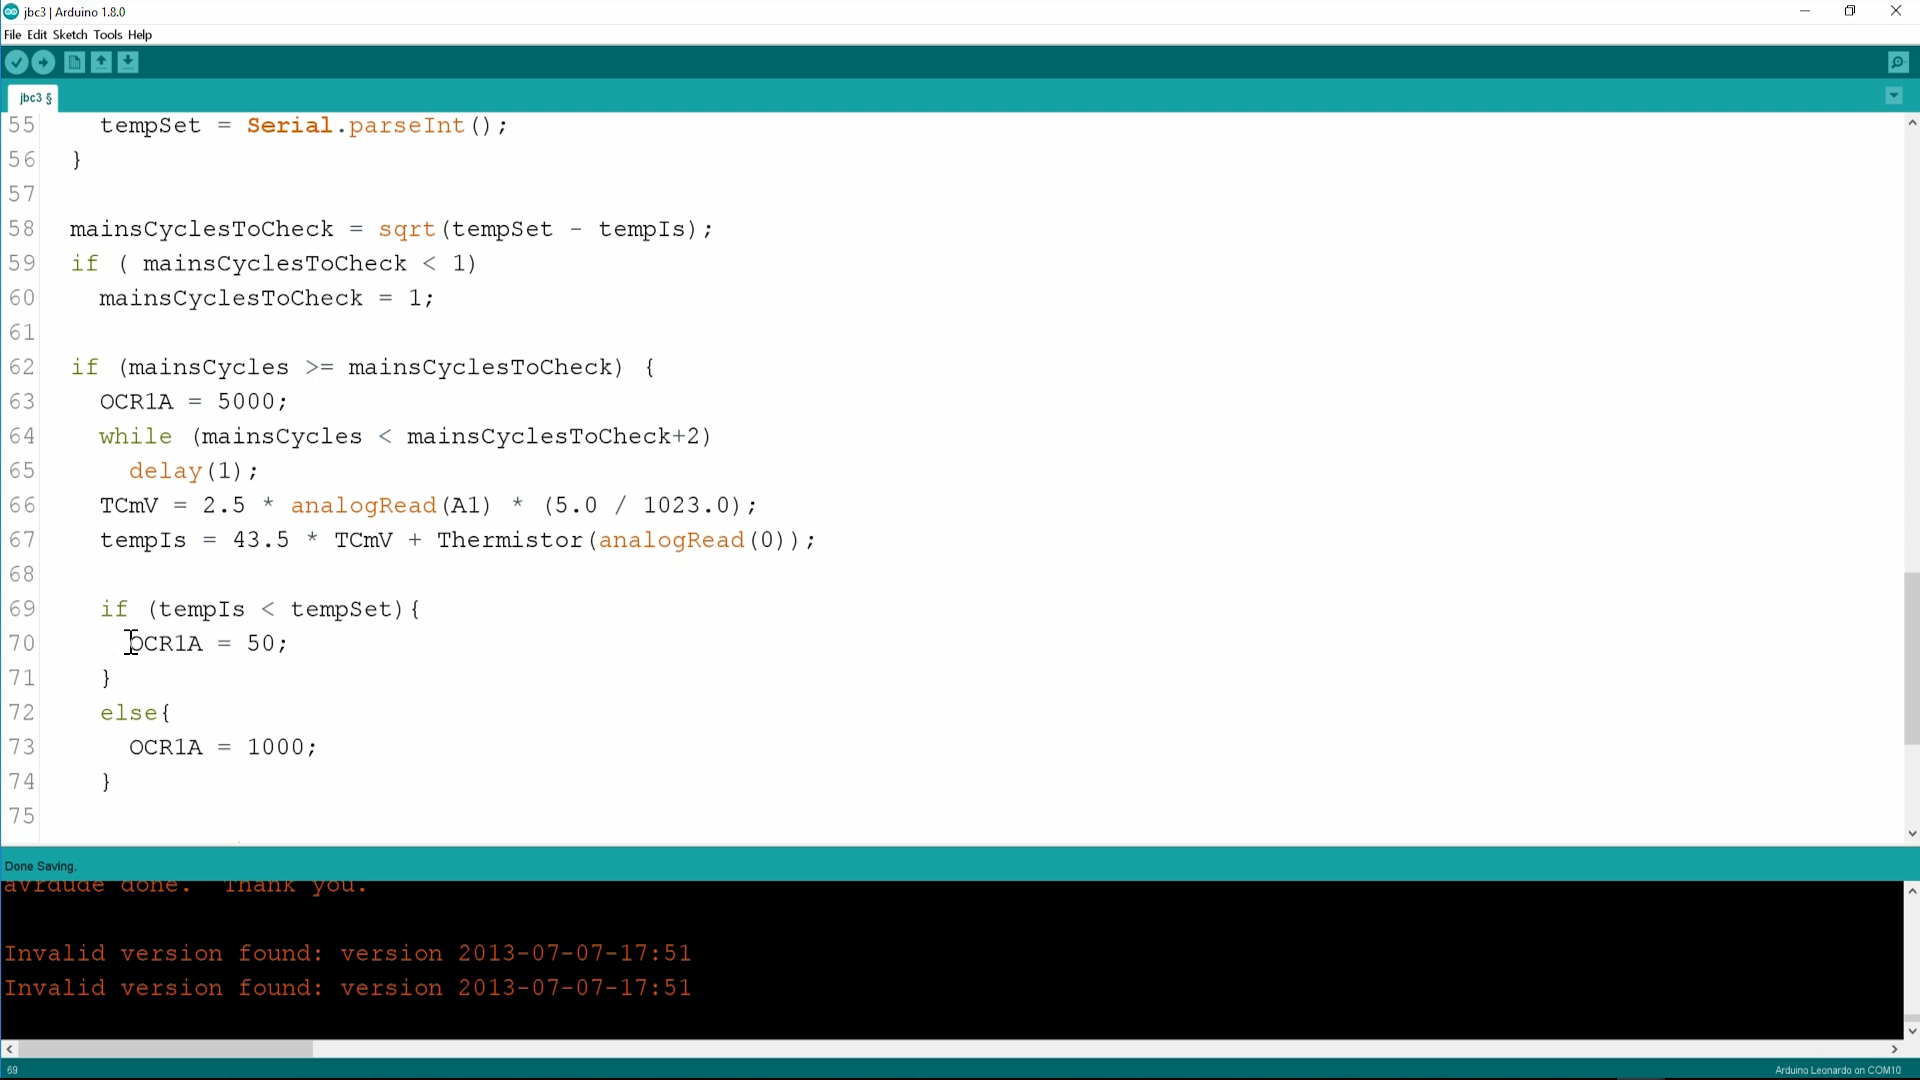 jbc3 | Arduino 1.8.0
File Edit Sketch Tools Help
jbc3 §
55 tempSet = Serial.parseInt();
56 }
57
58 mainsCyclesToCheck = sqrt(tempSet - tempIs);
59 if ( mainsCyclesToCheck < 1)
60 mainsCyclesToCheck = 1;
61
62 if (mainsCycles >= mainsCyclesToCheck) {
63 OCR1A = 5000;
64 while (mainsCycles < mainsCyclesToCheck+2)
65 delay(1);
66 TCmV = 2.5 * analogRead(A1) * (5.0 / 1023.0);
67 tempIs = 43.5 * TCmV + Thermistor(analogRead(0));
68
69 if (tempIs < tempSet){
70 OCR1A = 50;
71 }
72 else{
73 OCR1A = 1000;
74 }
75
Done Saving.
avrdude done. Thank you.
Invalid version found: version 2013-07-07-17:51
Invalid version found: version 2013-07-07-17:51
69
Arduino Leonardo on COM10